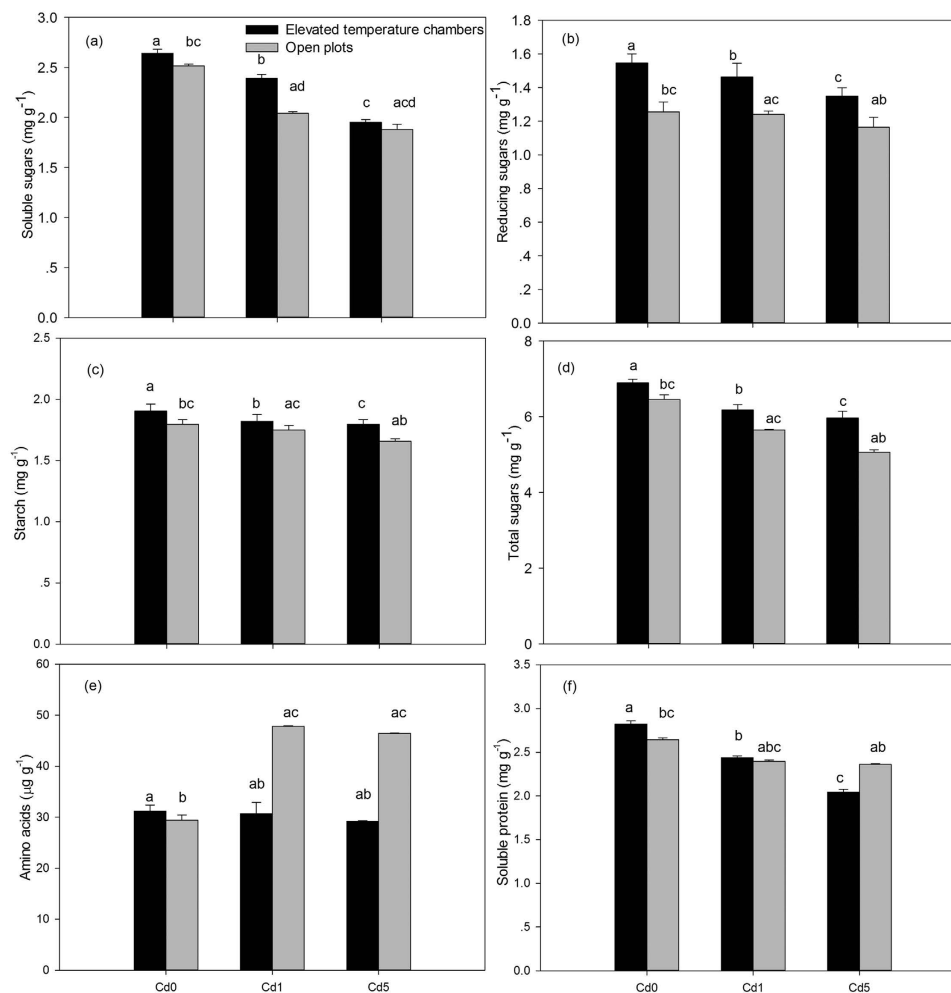 (a)
Elevated temperature chambers
Open plots
a
bc
b
ad
c
acd
Soluble sugars (mg g-1)
3.0
2.5
2.0
1.5
1.0
.5
0.0
(b)
a
bc
b
ac
c
ab
Reducing sugars (mg g-1)
1.6
1.4
1.2
1.0
.8
.6
.4
.2
0.0
(c)
a
bc
b
ac
c
ab
Starch (mg g-1)
2.5
2.0
1.5
1.0
.5
0.0
(d)
a
bc
b
ac
c
ab
Total sugars (mg g-1)
8
6
4
2
0
(e)
a
b
ab
ac
ab
ac
Amino acids (µg g-1)
60
50
40
30
20
10
0
Cd0
Cd1
Cd5
(f)
a
bc
b
abc
c
ab
Soluble protein (mg g-1)
3.5
3.0
2.5
2.0
1.5
1.0
.5
0.0
Cd0
Cd1
Cd5